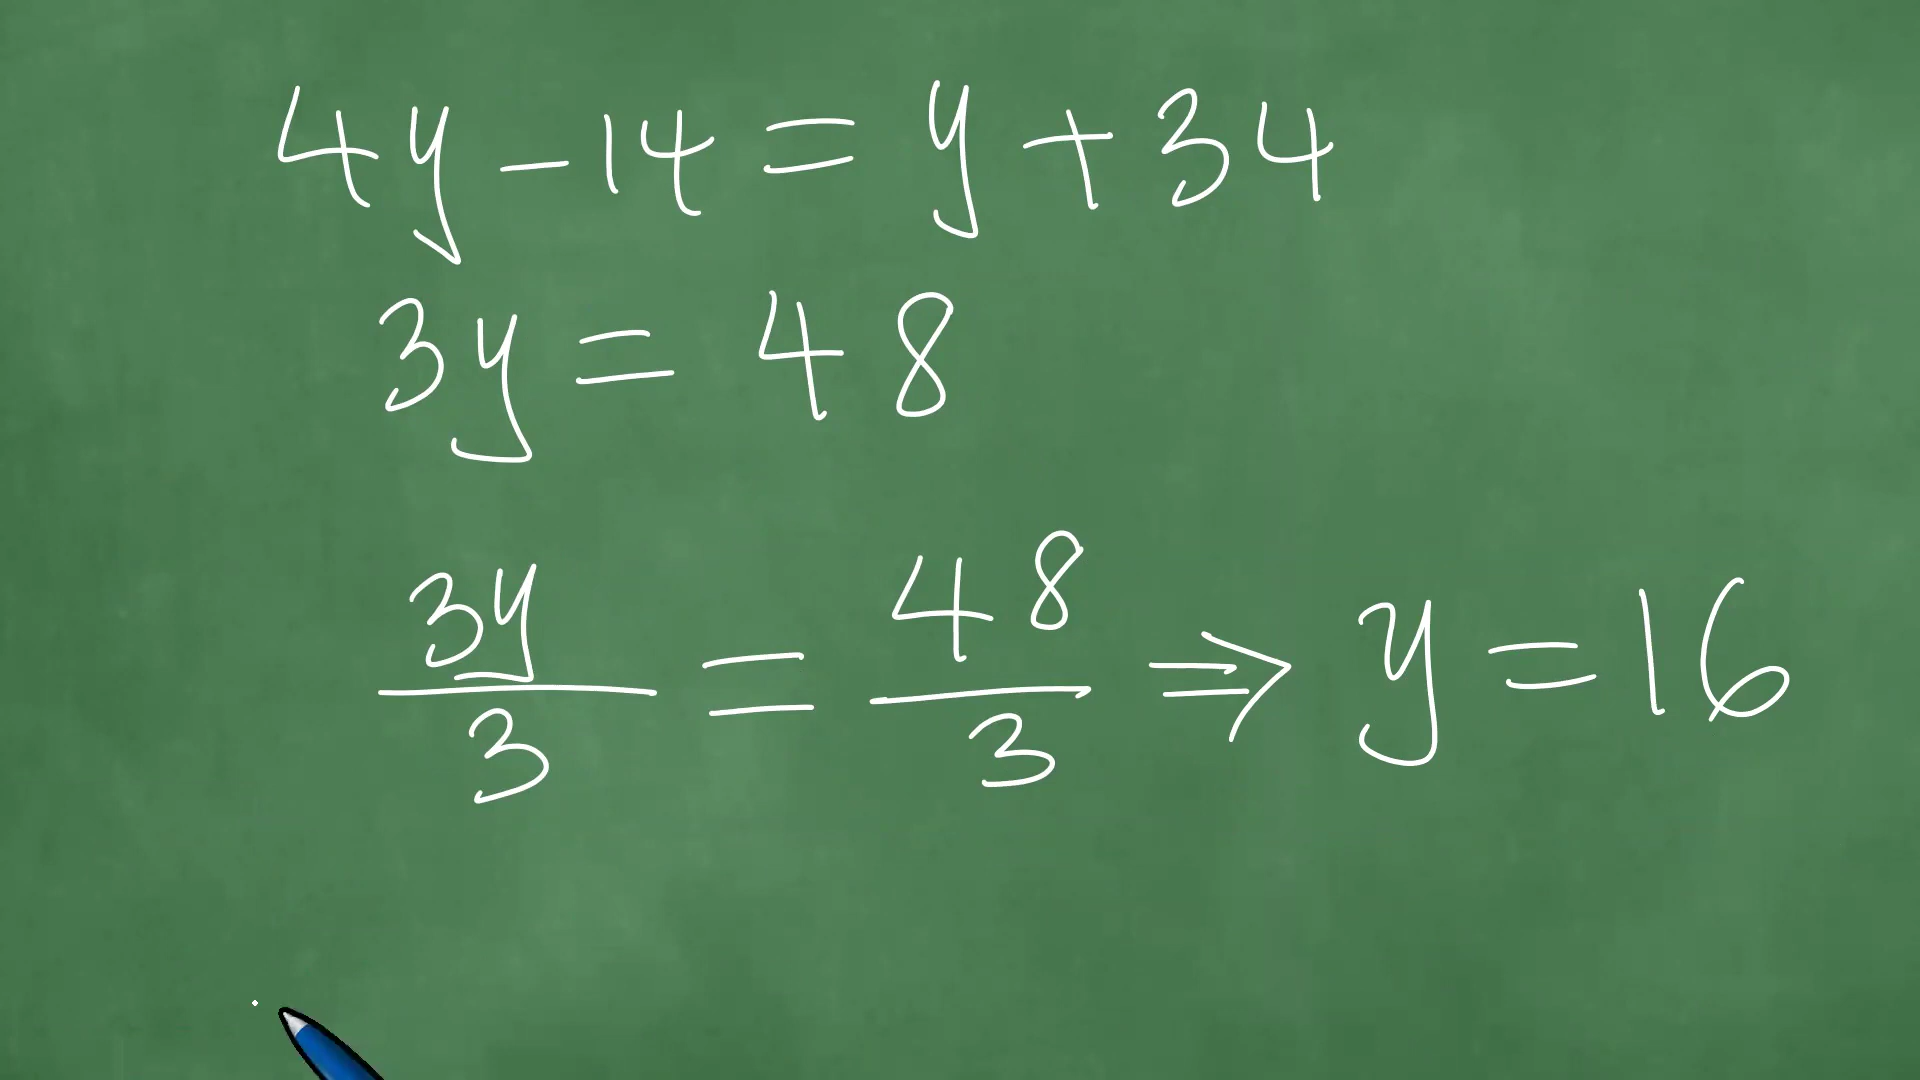 4y - 14 = y + 34
3y = 48
3y/3 = 48/3 ⇒ y = 16